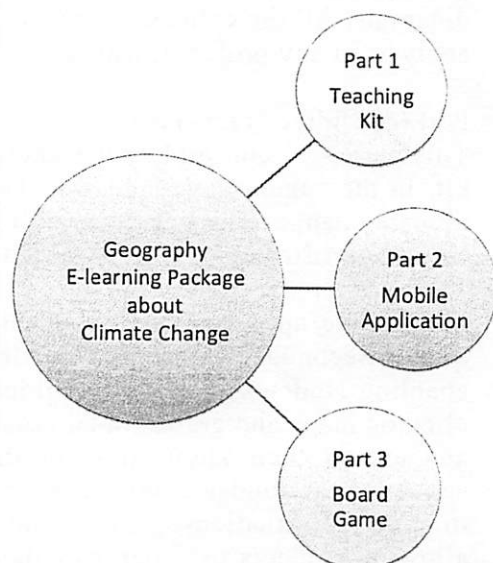 Part 1
Teaching
Kit
Geography
E-learning Package
about
Climate Change
Part 2
Mobile
Application
Part 3
Board
Game